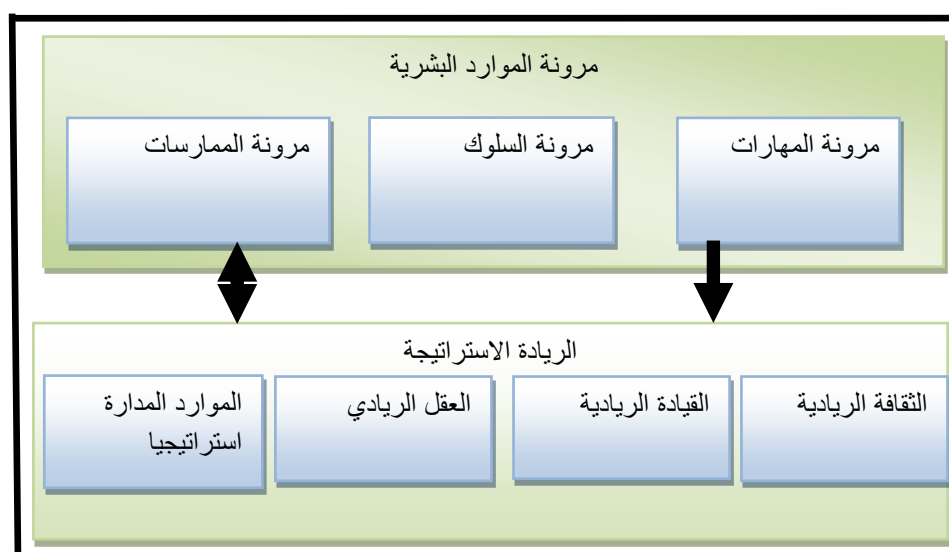 مرونة الموارد البشرية
مرونة المهارات
مرونة السلوك
مرونة الممارسات
الريادة الاستراتيجة
الثقافة الريادية
القيادة الريادية
العقل الريادي
الموارد المدارة
استراتيجيا